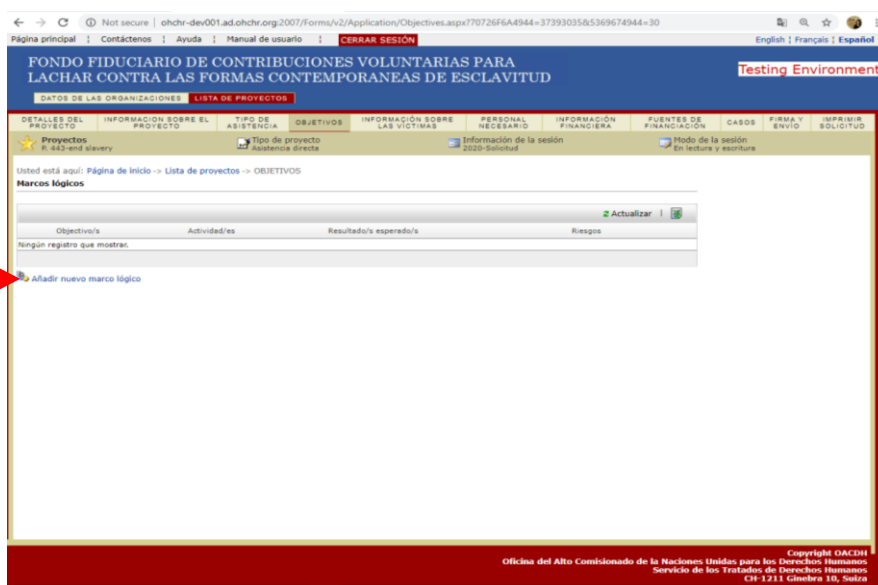 Not secure | ohchr-dev001.ad.ohchr.org:2007/Forms/v2/Application/Objectives.aspx?70726F6A4944=37393035&5369674944=30
Página principal ¦ Contáctenos ¦ Ayuda ¦ Manual de usuario ¦ CERRAR SESIÓN English ¦ Français ¦ Español
FONDO FIDUCIARIO DE CONTRIBUCIONES VOLUNTARIAS PARA
LACHAR CONTRA LAS FORMAS CONTEMPORANEAS DE ESCLAVITUD
Testing Environment
DATOS DE LAS ORGANIZACIONES LISTA DE PROYECTOS
DETALLES DEL PROYECTO INFORMACION SOBRE EL PROYECTO TIPO DE ASISTENCIA OBJETIVOS INFORMACIÓN SOBRE LAS VÍCTIMAS PERSONAL NECESARIO INFORMACIÓN FINANCIERA FUENTES DE FINANCIACIÓN CASOS FIRMA Y ENVÍO IMPRIMIR SOLICITUD
Proyectos Tipo de proyecto Información de la sesión Modo de la sesión
P. 443-end slavery Asistencia directa 2020-Solicitud En lectura y escritura
Usted está aquí: Página de inicio -> Lista de proyectos -> OBJETIVOS
Marcos lógicos
Actualizar |
Objectivo/s Actividad/es Resultado/s esperado/s Riesgos
Ningún registro que mostrar.
Añadir nuevo marco lógico
Copyright OACDH
Oficina del Alto Comisionado de la Naciones Unidas para los Derechos Humanos
Servicio de los Tratados de Derechos Humanos
CH-1211 Ginebra 10, Suiza